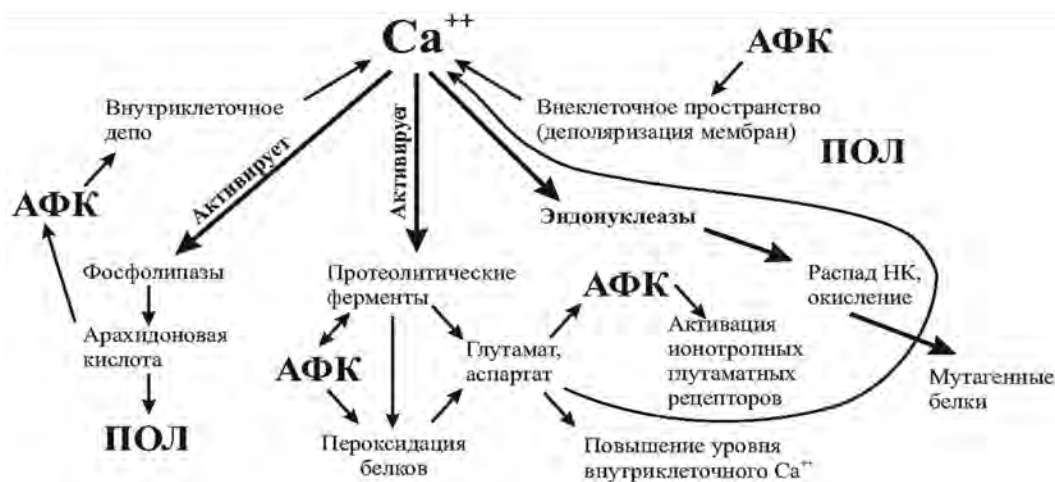 Ca++
АФК
Внутриклеточное
депо
Внеклеточное пространство
(деполяризация мембран)
ПОЛ
АФК
Активирует
Активирует
Эндонуклеазы
Фосфолипазы
Протеолитические
ферменты
АФК
Распад НК,
окисление
Арахидоновая
кислота
АФК
Глутамат,
аспартат
Активация
ионотропных
глутаматных
рецепторов
Мутагенные
белки
ПОЛ
Пероксидация
белков
Повышение уровня
внутриклеточного Ca++